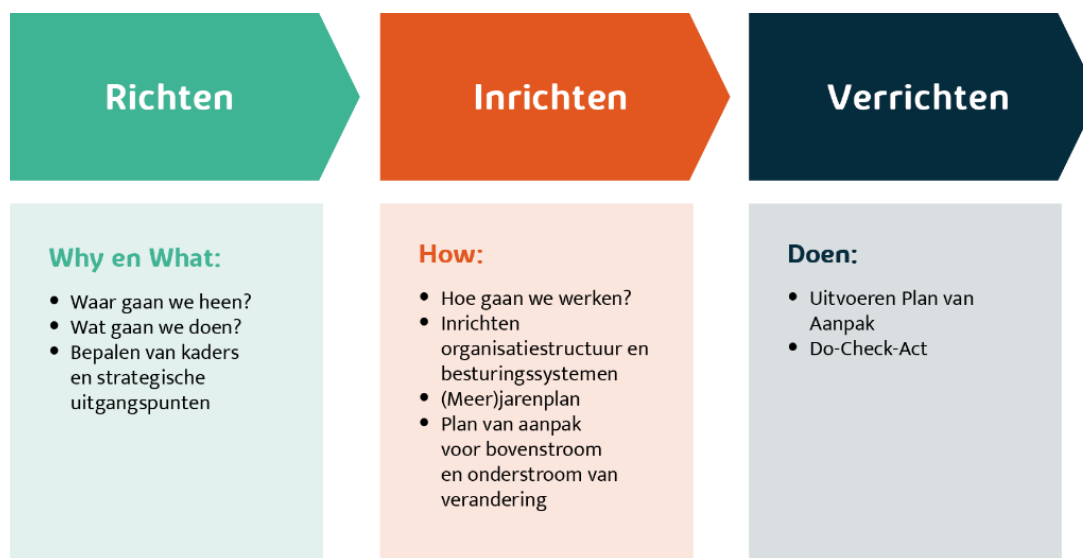 Richten
Inrichten
Verrichten
Why en What:
• Waar gaan we heen?
• Wat gaan we doen?
• Bepalen van kaders
en strategische
uitgangspunten
How:
• Hoe gaan we werken?
• Inrichten
organisatiestructuur en
besturingssystemen
• (Meer)jarenplan
• Plan van aanpak
voor bovenstroom
en onderstroom van
verandering
Doen:
• Uitvoeren Plan van
Aanpak
• Do-Check-Act